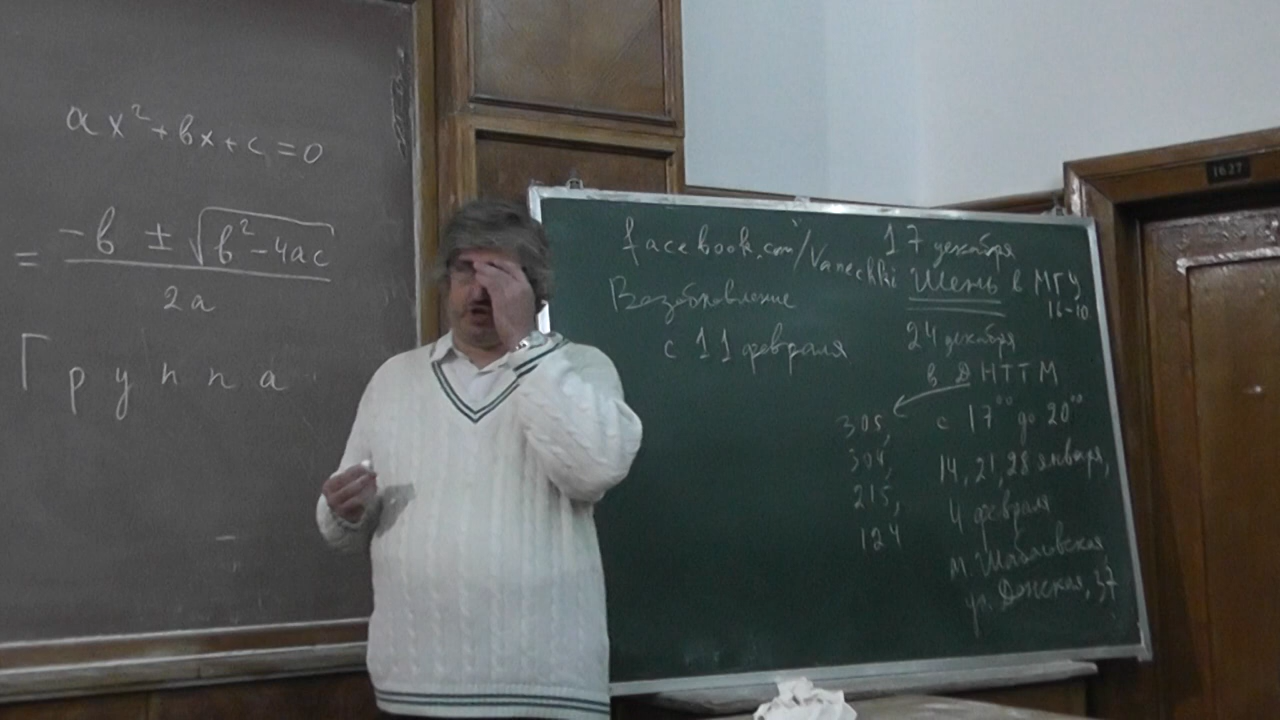 ax² + bx + c = 0
= -b ± √b² - 4ac
2a
Группа
facebook.com/Vanechki
Возобновление
с 11 февраля
17 декабря
Шень в МГУ
16-10
24 декабря
в ДНТТМ
с 17⁰⁰ до 20⁰⁰
305,
304,
215,
124
14, 21, 28 января,
4 февраля
м. Шаболовская
ул. Донская, 37
1627